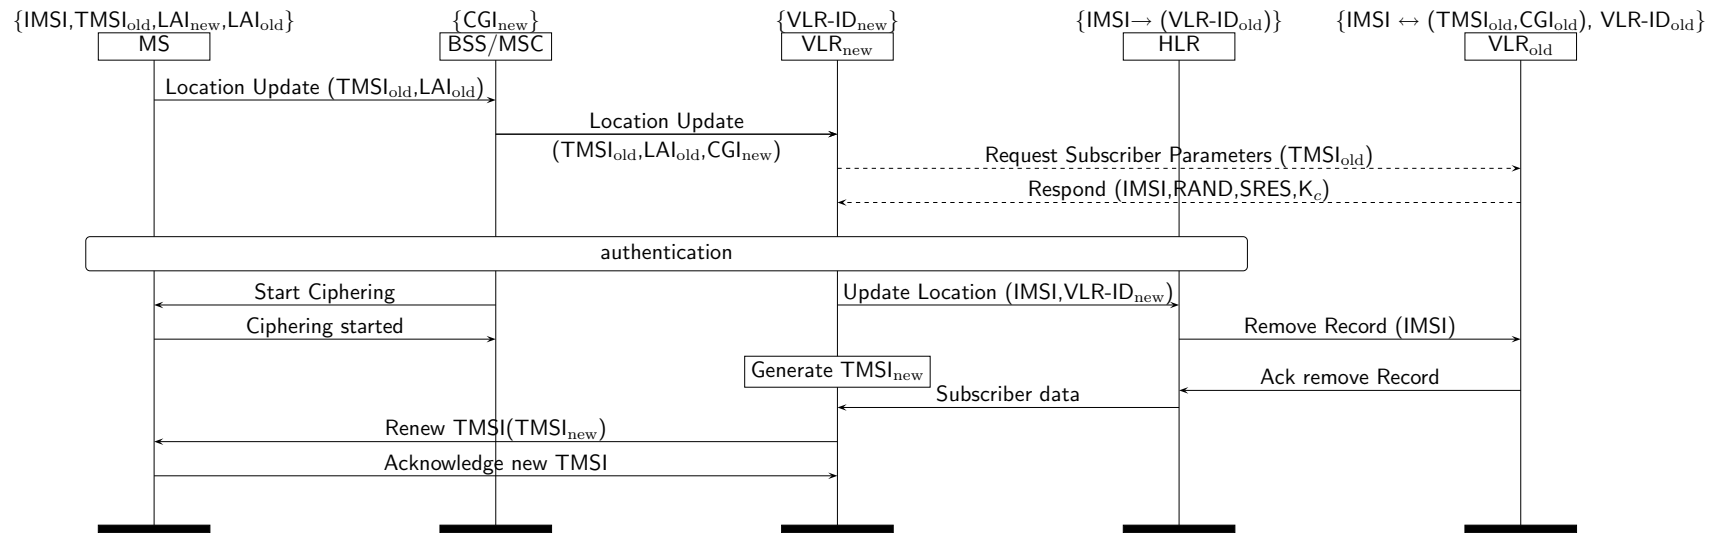 {IMSI,TMSI_old,LAI_new,LAI_old} {CGI_new} {VLR-ID_new} {IMSI→ (VLR-ID_old)} {IMSI ↔ (TMSI_old,CGI_old), VLR-ID_old}
MS BSS/MSC VLR_new HLR VLR_old
Location Update (TMSI_old,LAI_old)
Location Update
(TMSI_old,LAI_old,CGI_new)
Request Subscriber Parameters (TMSI_old)
Respond (IMSI,RAND,SRES,K_c)
authentication
Start Ciphering Update Location (IMSI,VLR-ID_new)
Ciphering started Remove Record (IMSI)
Generate TMSI_new Ack remove Record
Subscriber data
Renew TMSI(TMSI_new)
Acknowledge new TMSI